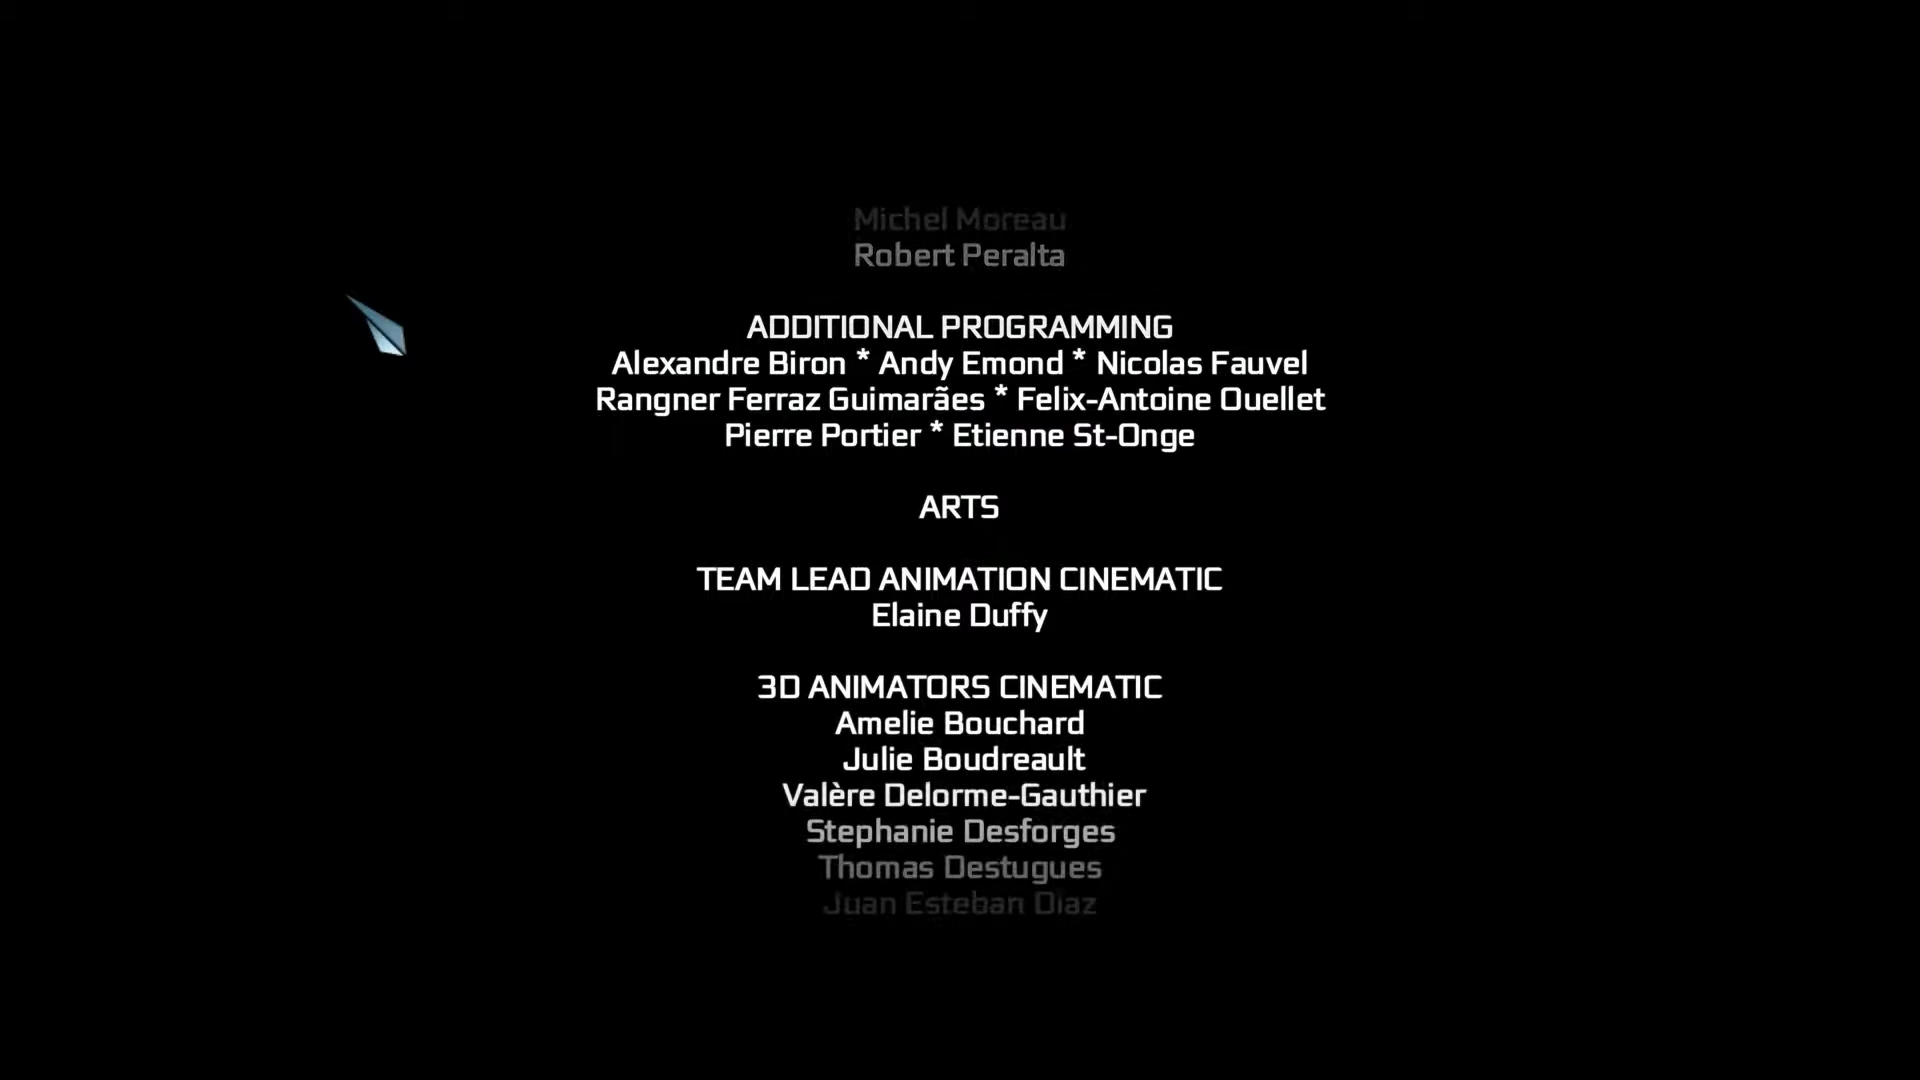 Michel Moreau
Robert Peralta
ADDITIONAL PROGRAMMING
Alexandre Biron * Andy Emond * Nicolas Fauvel
Rangner Ferraz Guimarães * Felix-Antoine Ouellet
Pierre Portier * Etienne St-Onge
ARTS
TEAM LEAD ANIMATION CINEMATIC
Elaine Duffy
3D ANIMATORS CINEMATIC
Amelie Bouchard
Julie Boudreault
Valère Delorme-Gauthier
Stephanie Desforges
Thomas Destugues
Juan Esteban Diaz